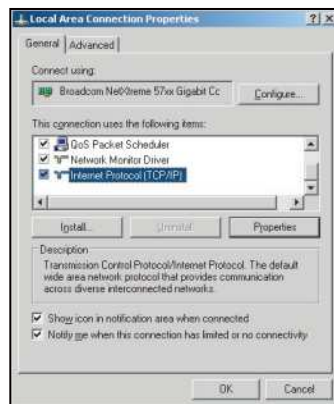 Local Area Connection Properties
General Advanced
Connect using:
Broadcom NetXtreme 57xx Gigabit Cc Configure...
This connection uses the following items:
QoS Packet Scheduler
Network Monitor Driver
Internet Protocol (TCP/IP)
Install... Uninstall Properties
Description
Transmission Control Protocol/Internet Protocol. The default
wide area network protocol that provides communication
across diverse interconnected networks.
Show icon in notification area when connected
Notify me when this connection has limited or no connectivity
OK Cancel